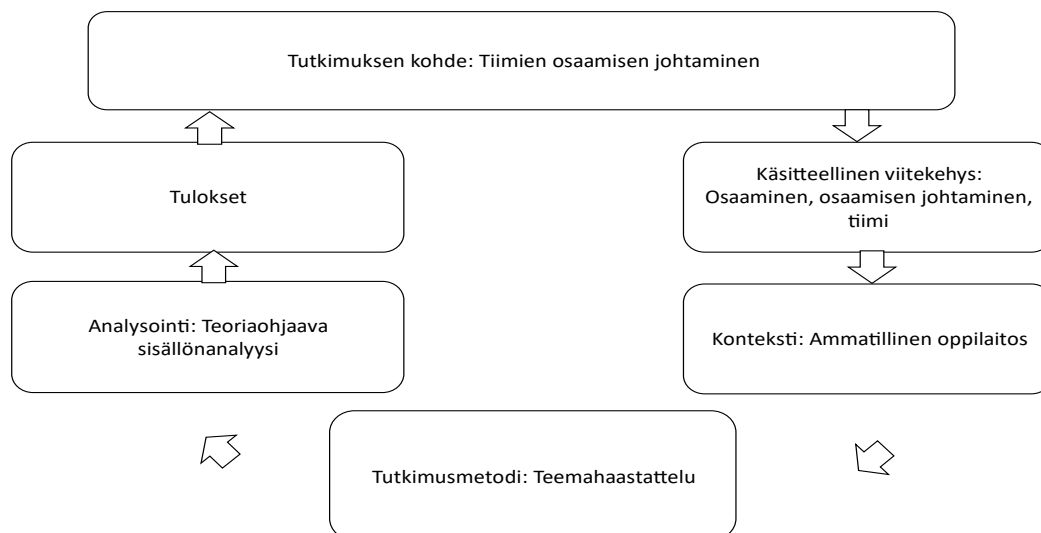 Tutkimuksen kohde: Tiimien osaamisen johtaminen
Tulokset
Käsitteellinen viitekehys:
Osaaminen, osaamisen johtaminen,
tiimi
Analysointi: Teoriaohjaava
sisällönanalyysi
Konteksti: Ammatillinen oppilaitos
Tutkimusmetodi: Teemahaastattelu